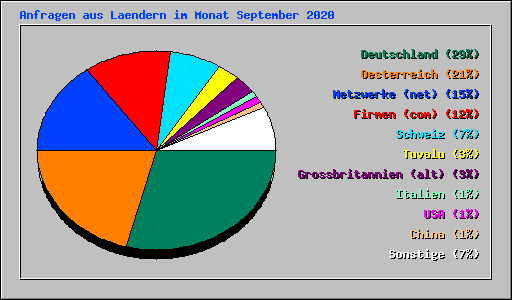 Anfragen aus Laendern im Monat September 2020
Deutschland (29%)
Oesterreich (21%)
Netzwerke (net) (15%)
Firmen (com) (12%)
Schweiz (7%)
Tuvalu (3%)
Grossbritannien (alt) (3%)
Italien (1%)
USA (1%)
China (1%)
Sonstige (7%)